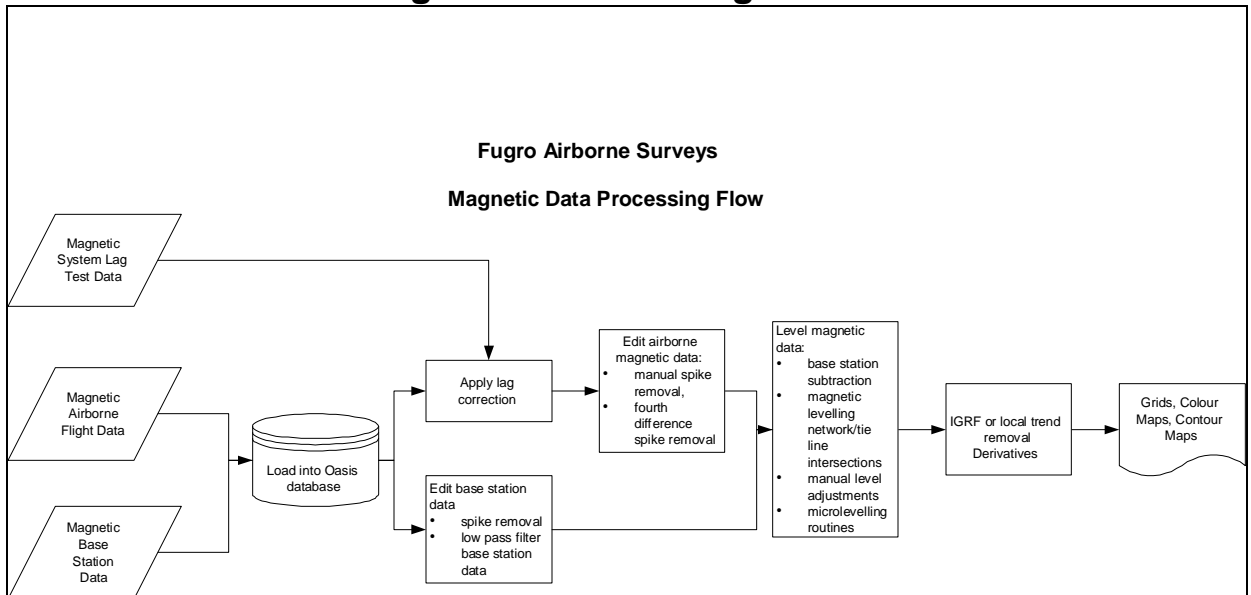 Fugro Airborne Surveys
Magnetic Data Processing Flow
Magnetic
System Lag
Test Data
Magnetic
Airborne
Flight Data
Magnetic
Base
Station
Data
Load into Oasis
database
Apply lag
correction
Edit base station
data
• spike removal
• low pass filter
base station
data
Edit airborne
magnetic data:
• manual spike
removal,
• fourth
difference
spike removal
Level magnetic
data:
• base station
subtraction
• magnetic
levelling
network/tie
line
intersections
• manual level
adjustments
• microlevelling
routines
IGRF or local trend
removal
Derivatives
Grids, Colour
Maps, Contour
Maps